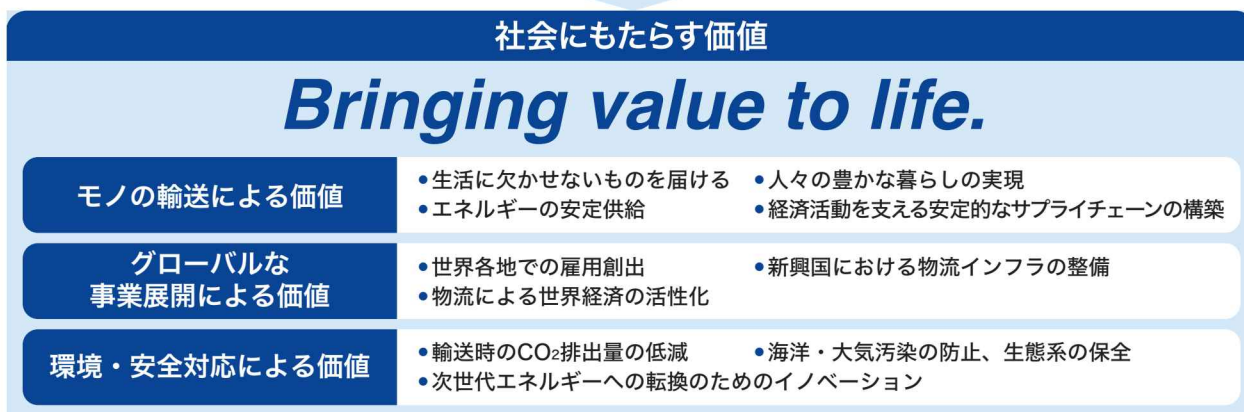 社会にもたらす価値
Bringing value to life.
モノの輸送による価値
•生活に欠かせないものを届ける •人々の豊かな暮らしの実現
•エネルギーの安定供給 •経済活動を支える安定的なサプライチェーンの構築
グローバルな
事業展開による価値
•世界各地での雇用創出 •新興国における物流インフラの整備
•物流による世界経済の活性化
環境・安全対応による価値
•輸送時のCO₂排出量の低減 •海洋・大気汚染の防止、生態系の保全
•次世代エネルギーへの転換のためのイノベーション